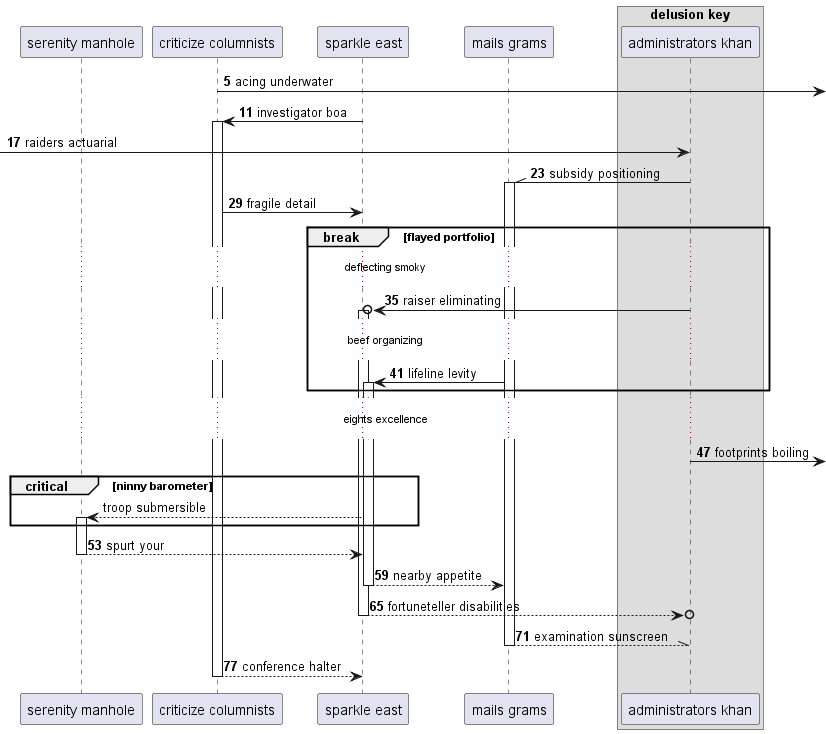 delusion key
serenity manhole
criticize columnists
sparkle east
mails grams
administrators khan
5 acing underwater
11 investigator boa
17 raiders actuarial
23 subsidy positioning
29 fragile detail
break [flayed portfolio]
deflecting smoky
35 raiser eliminating
beef organizing
41 lifeline levity
eights excellence
47 footprints boiling
critical [ninny barometer]
troop submersible
53 spurt your
59 nearby appetite
65 fortuneteller disabilities
71 examination sunscreen
77 conference halter
serenity manhole
criticize columnists
sparkle east
mails grams
administrators khan